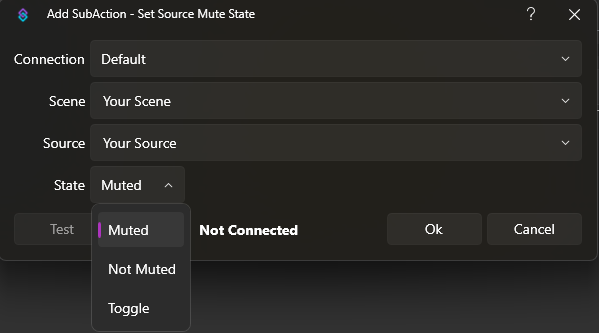 Add SubAction - Set Source Mute State ?
Connection Default
Scene Your Scene
Source Your Source
State Muted
Test Muted Not Connected Ok Cancel
Not Muted
Toggle